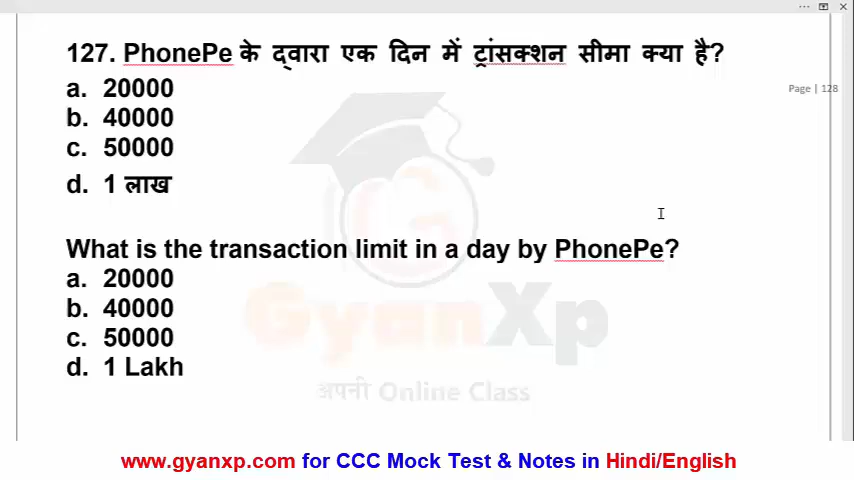 127. PhonePe के द्वारा एक दिन में ट्रांसक्शन सीमा क्या है?
Page | 128
a. 20000
b. 40000
c. 50000
d. 1 लाख
What is the transaction limit in a day by PhonePe?
a. 20000
b. 40000
c. 50000
d. 1 Lakh
GyanXp
अपनी Online Class
www.gyanxp.com for CCC Mock Test & Notes in Hindi/English